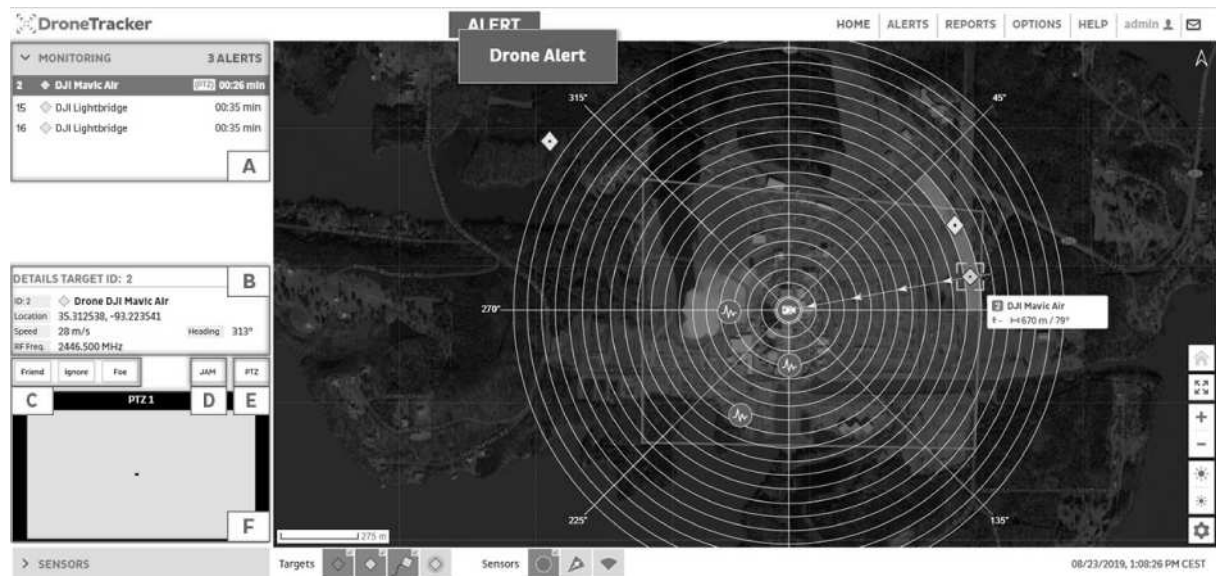 DroneTracker
ALERT
Drone Alert
HOME ALERTS REPORTS OPTIONS HELP admin
MONITORING 3 ALERTS
2 DJI Mavic Air (PTZ) 00:26 min
15 DJI Lightbridge 00:35 min
16 DJI Lightbridge 00:35 min
A
DETAILS TARGET ID: 2 B
ID: 2 Drone DJI Mavic Air
Location 35.312538, -93.223541
Speed 28 m/s Heading 313°
RF Freq. 2446.500 MHz
Friend Ignore Foe JAM PTZ
C D E
PTZ 1
F
SENSORS
315°
45°
270°
225°
135°
2 DJI Mavic Air
670 m / 79°
275 m
Targets Sensors
08/23/2019, 1:08:26 PM CEST